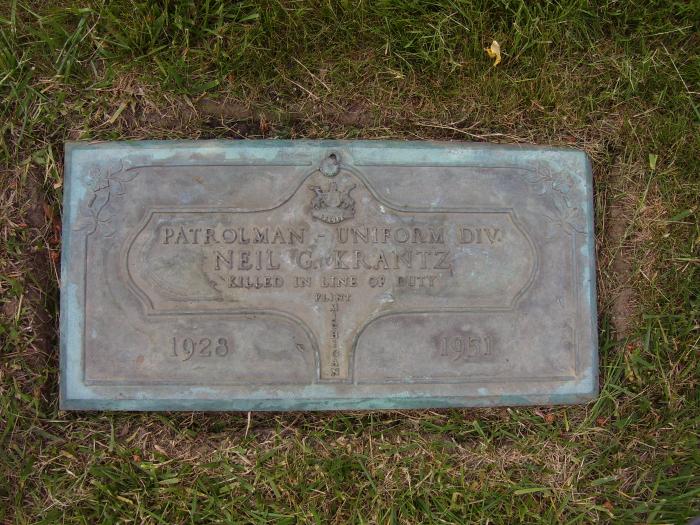 PATROLMAN - UNIFORM DIV.
NEIL G. KRANTZ
KILLED IN LINE OF DUTY
FLINT
MICHIGAN
1928 1951